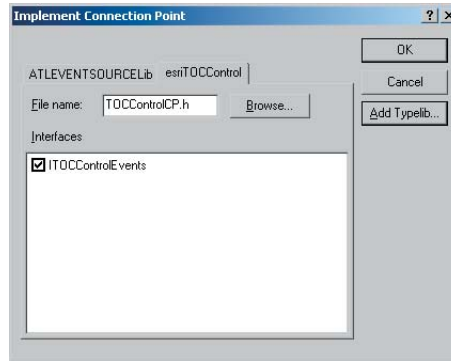 Implement Connection Point
OK
Cancel
Add Typelib...
ATLEVENTSOURCELib esriTOCControl
File name: TOCControlCP.h Browse...
Interfaces
ITOCControlEvents